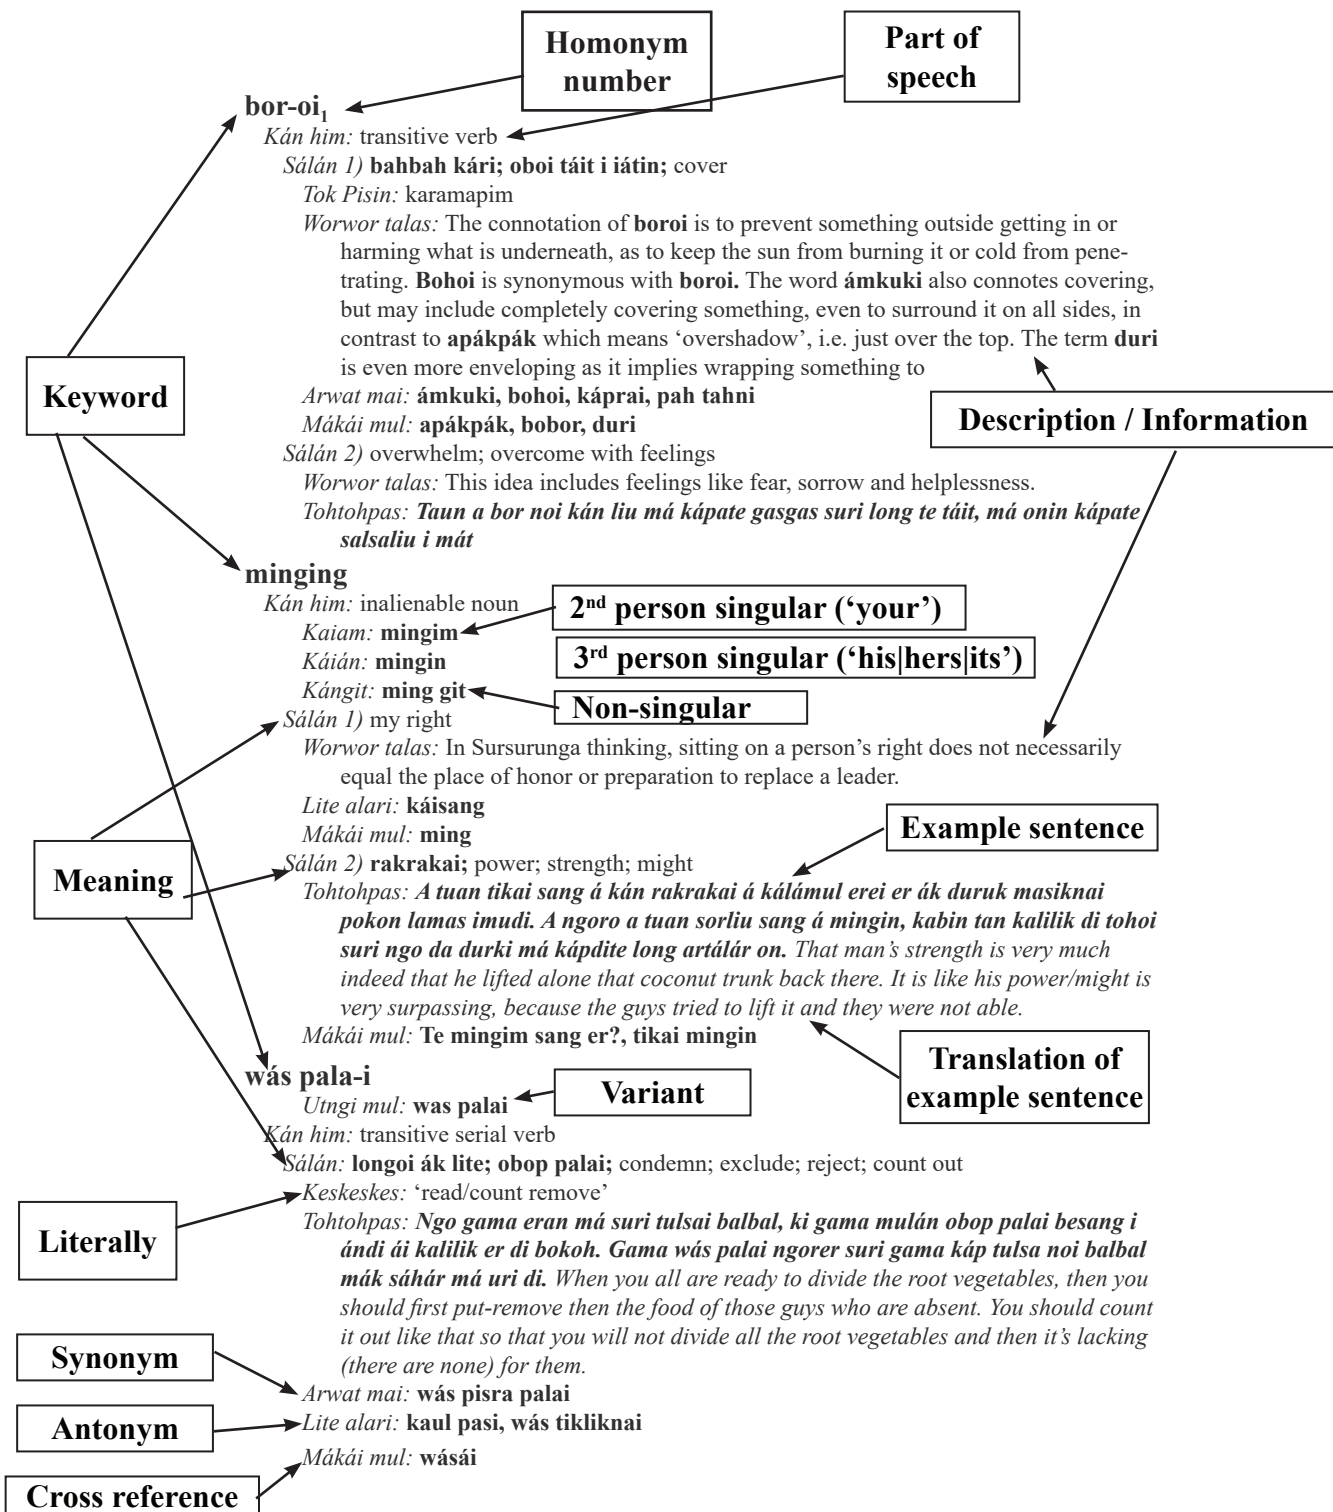 Homonym
number
Part of
speech
bor-oi₁
Kán him: transitive verb
Sálán 1) bahbah kári; oboi táit i iátin; cover
Tok Pisin: karamapim
Worwor talas: The connotation of boroi is to prevent something outside getting in or
harming what is underneath, as to keep the sun from burning it or cold from pene-
trating. Bohoi is synonymous with boroi. The word ámkuki also connotes covering,
but may include completely covering something, even to surround it on all sides, in
contrast to apákpák which means ‘overshadow’, i.e. just over the top. The term duri
is even more enveloping as it implies wrapping something to
Keyword
Arwat mai: ámkuki, bohoi, káprai, pah tahni
Mákái mul: apákpák, bobor, duri
Description / Information
Sálán 2) overwhelm; overcome with feelings
Worwor talas: This idea includes feelings like fear, sorrow and helplessness.
Tohtohpas: Taun a bor noi kán liu má kápate gasgas suri long te táit, má onin kápate
salsaliu i mát
minging
Kán him: inalienable noun
Kaiam: mingim
2nd person singular (‘your’)
Káián: mingin
3rd person singular (‘his|hers|its’)
Kángit: ming git
Non-singular
Sálán 1) my right
Worwor talas: In Sursurunga thinking, sitting on a person’s right does not necessarily
equal the place of honor or preparation to replace a leader.
Lite alari: káisang
Mákái mul: ming
Example sentence
Meaning
Sálán 2) rakrakai; power; strength; might
Tohtohpas: A tuan tikai sang á kán rakrakai á kálámul erei er ák duruk masiknai
pokon lamas imudi. A ngoro a tuan sorliu sang á mingin, kabin tan kalilik di tohoi
suri ngo da durki má kápdite long artálár on. That man’s strength is very much
indeed that he lifted alone that coconut trunk back there. It is like his power/might is
very surpassing, because the guys tried to lift it and they were not able.
Mákái mul: Te mingim sang er?, tikai mingin
Translation of
example sentence
wás pala-i
Utngi mul: was palai
Variant
Kán him: transitive serial verb
Sálán: longoi ák lite; obop palai; condemn; exclude; reject; count out
Keskeskes: ‘read/count remove’
Literally
Tohtohpas: Ngo gama eran má suri tulsai balbal, ki gama mulán obop palai besang i
ándi ái kalilik er di bokoh. Gama wás palai ngorer suri gama káp tulsa noi balbal
mák sáhár má uri di. When you all are ready to divide the root vegetables, then you
should first put-remove then the food of those guys who are absent. You should count
it out like that so that you will not divide all the root vegetables and then it’s lacking
(there are none) for them.
Synonym
Arwat mai: wás pisra palai
Antonym
Lite alari: kaul pasi, wás tikliknai
Mákái mul: wásái
Cross reference